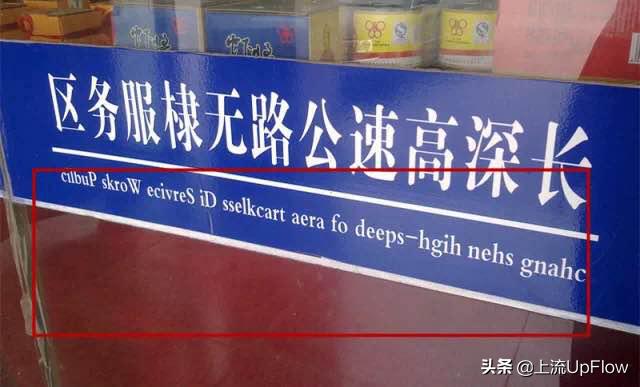 区务服棣无路公速高深长
cilbuP skroW ecivreS iD sselkcart aera fo deeps-hgih nehs gnahc
头条 @上流UpFlow